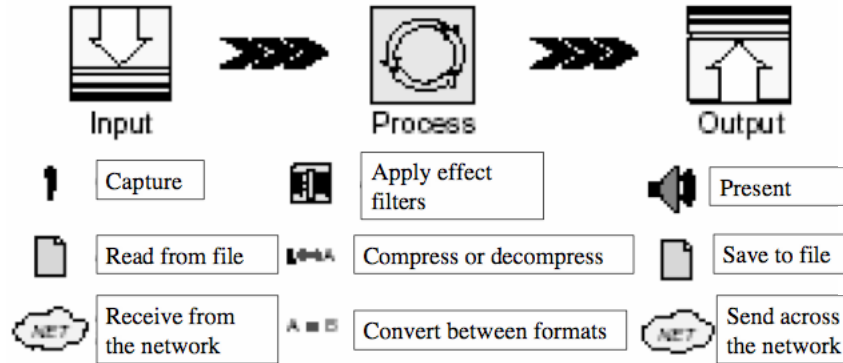 Input
Process
Output
Capture
Apply effect
filters
Present
Read from file
Compress or decompress
Save to file
NET
Receive from
the network
A = B
Convert between formats
NET
Send across
the network